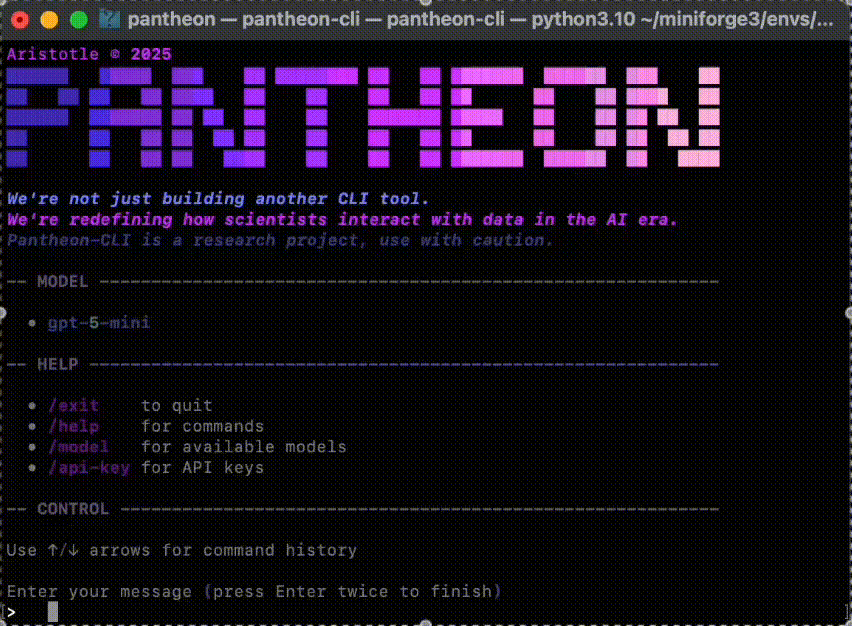 pantheon — pantheon-cli — pantheon-cli — python3.10 ~/miniforge3/envs/...
Aristotle © 2025
PANTHEON
We're not just building another CLI tool.
We're redefining how scientists interact with data in the AI era.
Pantheon-CLI is a research project, use with caution.
-- MODEL ------------------------------------------------------------
• gpt-5-mini
-- HELP -------------------------------------------------------------
• /exit to quit
• /help for commands
• /model for available models
• /api-key for API keys
-- CONTROL ----------------------------------------------------------
Use ↑/↓ arrows for command history
Enter your message (press Enter twice to finish)
>